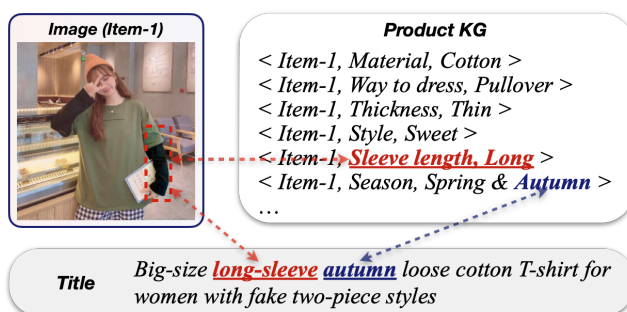 Image (Item-1)
Product KG
< Item-1, Material, Cotton >
< Item-1, Way to dress, Pullover >
< Item-1, Thickness, Thin >
< Item-1, Style, Sweet >
< Item-1, Sleeve length, Long >
< Item-1, Season, Spring & Autumn >
...
Title
Big-size long-sleeve autumn loose cotton T-shirt for
women with fake two-piece styles